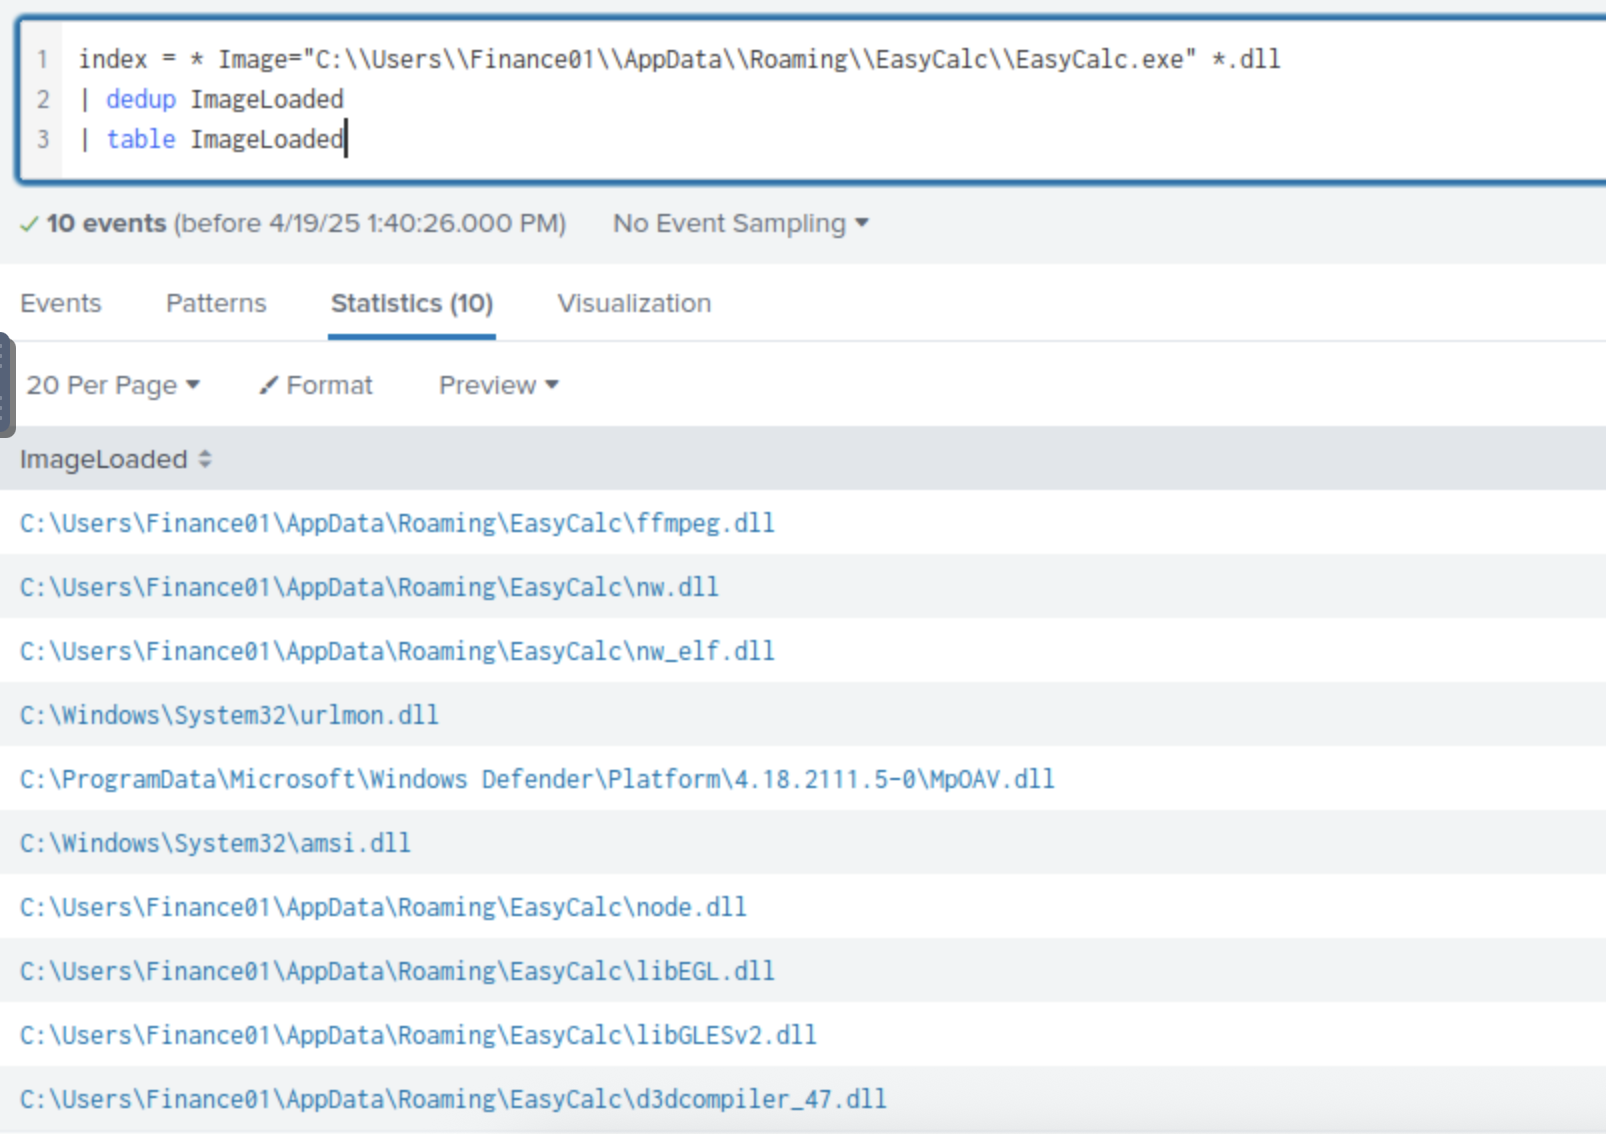 1 index = * Image="C:\\Users\\Finance01\\AppData\\Roaming\\EasyCalc\\EasyCalc.exe" *.dll
2 | dedup ImageLoaded
3 | table ImageLoaded
10 events (before 4/19/25 1:40:26.000 PM) No Event Sampling
Events Patterns Statistics (10) Visualization
20 Per Page Format Preview
ImageLoaded
C:\Users\Finance01\AppData\Roaming\EasyCalc\ffmpeg.dll
C:\Users\Finance01\AppData\Roaming\EasyCalc\nw.dll
C:\Users\Finance01\AppData\Roaming\EasyCalc\nw_elf.dll
C:\Windows\System32\urlmon.dll
C:\ProgramData\Microsoft\Windows Defender\Platform\4.18.2111.5-0\MpOAV.dll
C:\Windows\System32\amsi.dll
C:\Users\Finance01\AppData\Roaming\EasyCalc\node.dll
C:\Users\Finance01\AppData\Roaming\EasyCalc\libEGL.dll
C:\Users\Finance01\AppData\Roaming\EasyCalc\libGLESv2.dll
C:\Users\Finance01\AppData\Roaming\EasyCalc\d3dcompiler_47.dll